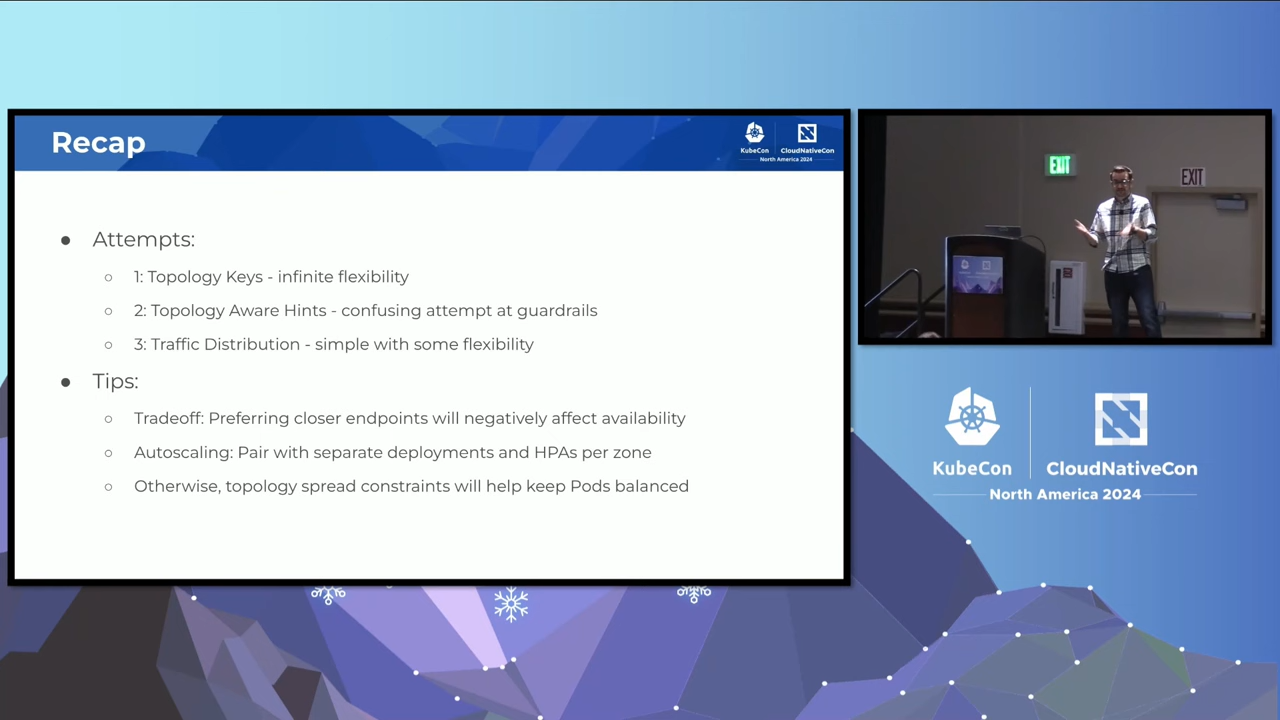 Recap
KubeCon
CloudNativeCon
North America 2024
● Attempts:
○ 1: Topology Keys - infinite flexibility
○ 2: Topology Aware Hints - confusing attempt at guardrails
○ 3: Traffic Distribution - simple with some flexibility
● Tips:
○ Tradeoff: Preferring closer endpoints will negatively affect availability
○ Autoscaling: Pair with separate deployments and HPAs per zone
○ Otherwise, topology spread constraints will help keep Pods balanced
EXIT
EXIT
KubeCon
CloudNativeCon
North America 2024